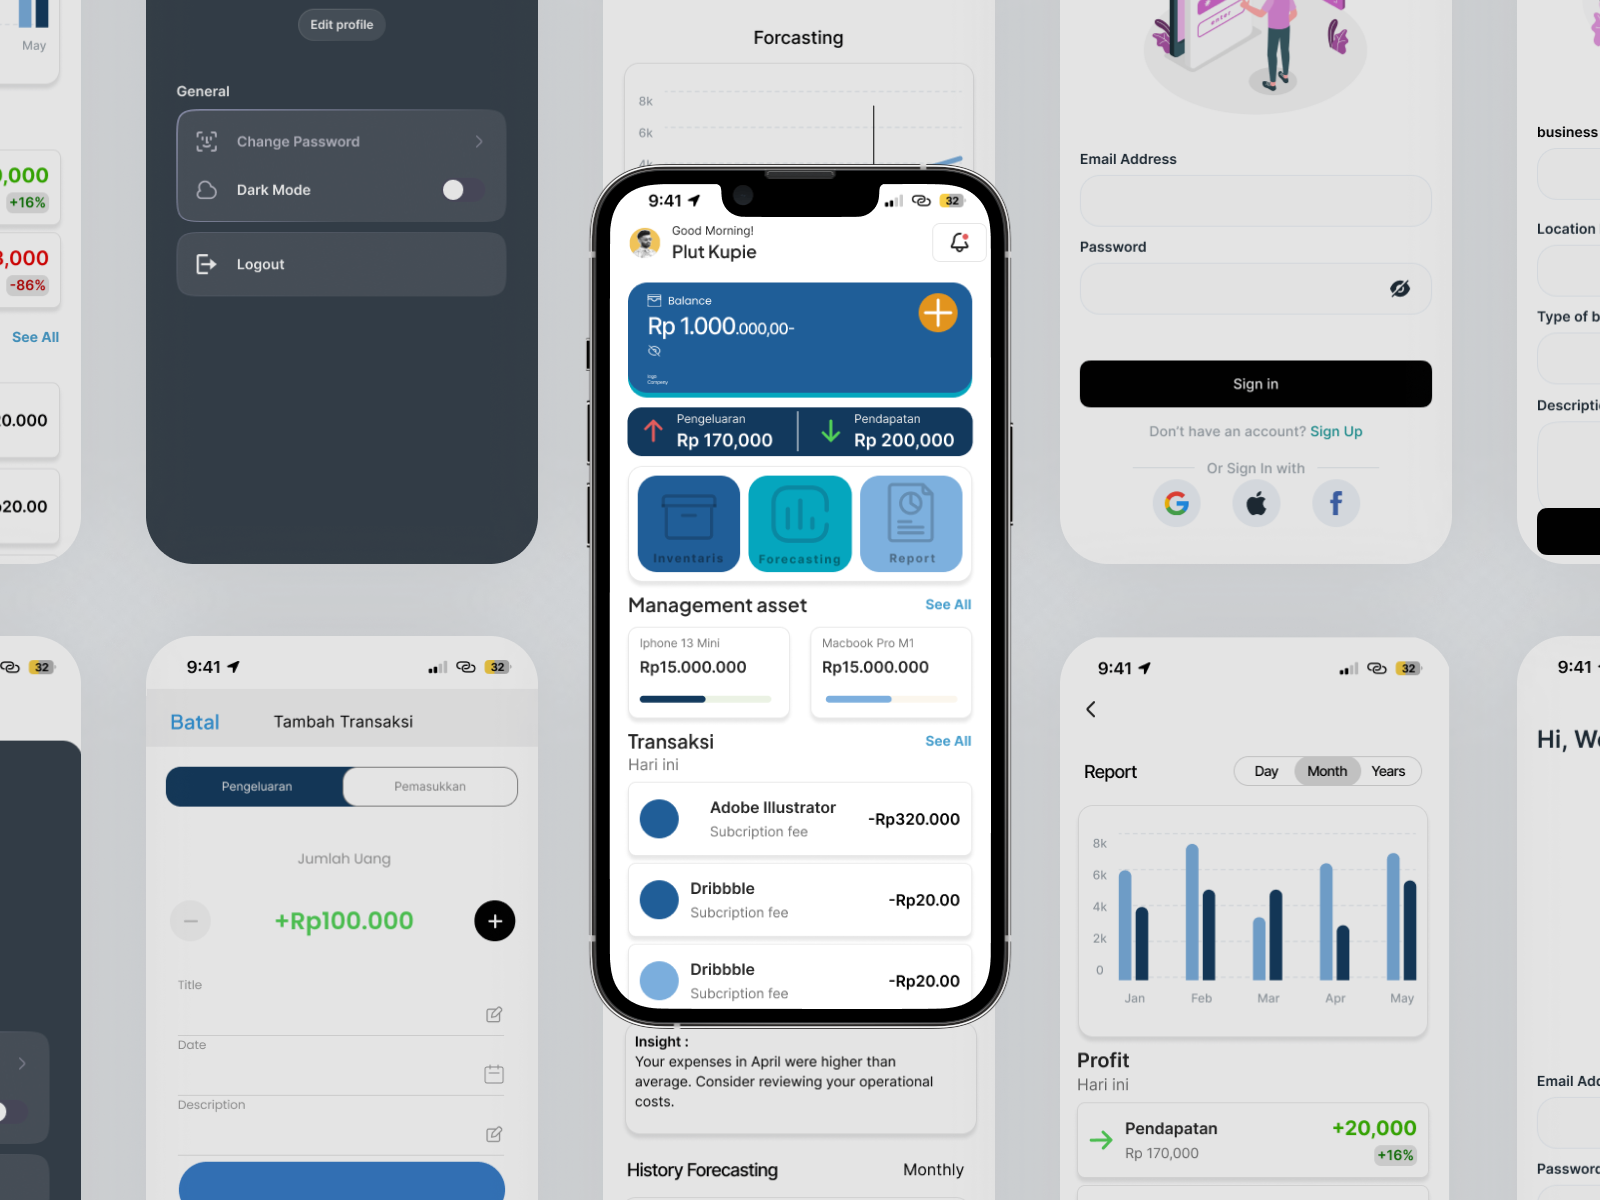 May
0,000
+16%
3,000
-86%
See All
0.000
p20.00
32
Edit profile
General
Change Password
Dark Mode
Logout
9:41
32
Batal
Tambah Transaksi
Pengeluaran
Pemasukkan
Jumlah Uang
+Rp100.000
Title
Date
Description
Forcasting
8k
6k
4k
9:41
32
Good Morning!
Plut Kupie
Balance
Rp 1.000.000,00-
logo
Company
Pengeluaran
Rp 170,000
Pendapatan
Rp 200,000
Inventaris
Forecasting
Report
Management asset
See All
Iphone 13 Mini
Rp15.000.000
Macbook Pro M1
Rp15.000.000
Transaksi
See All
Hari ini
Adobe Illustrator
Subcription fee
-Rp320.000
Dribbble
Subcription fee
-Rp20.00
Dribbble
Subcription fee
-Rp20.00
Insight :
Your expenses in April were higher than
average. Consider reviewing your operational
costs.
History Forecasting
Monthly
enter
Email Address
Password
Sign in
Don't have an account? Sign Up
Or Sign In with
9:41
32
Report
Day
Month
Years
8k
6k
4k
2k
0
Jan
Feb
Mar
Apr
May
Profit
Hari ini
Pendapatan
Rp 170,000
+20,000
+16%
business
Location
Type of b
Descripti
9:41
Hi, We
Email Add
Password